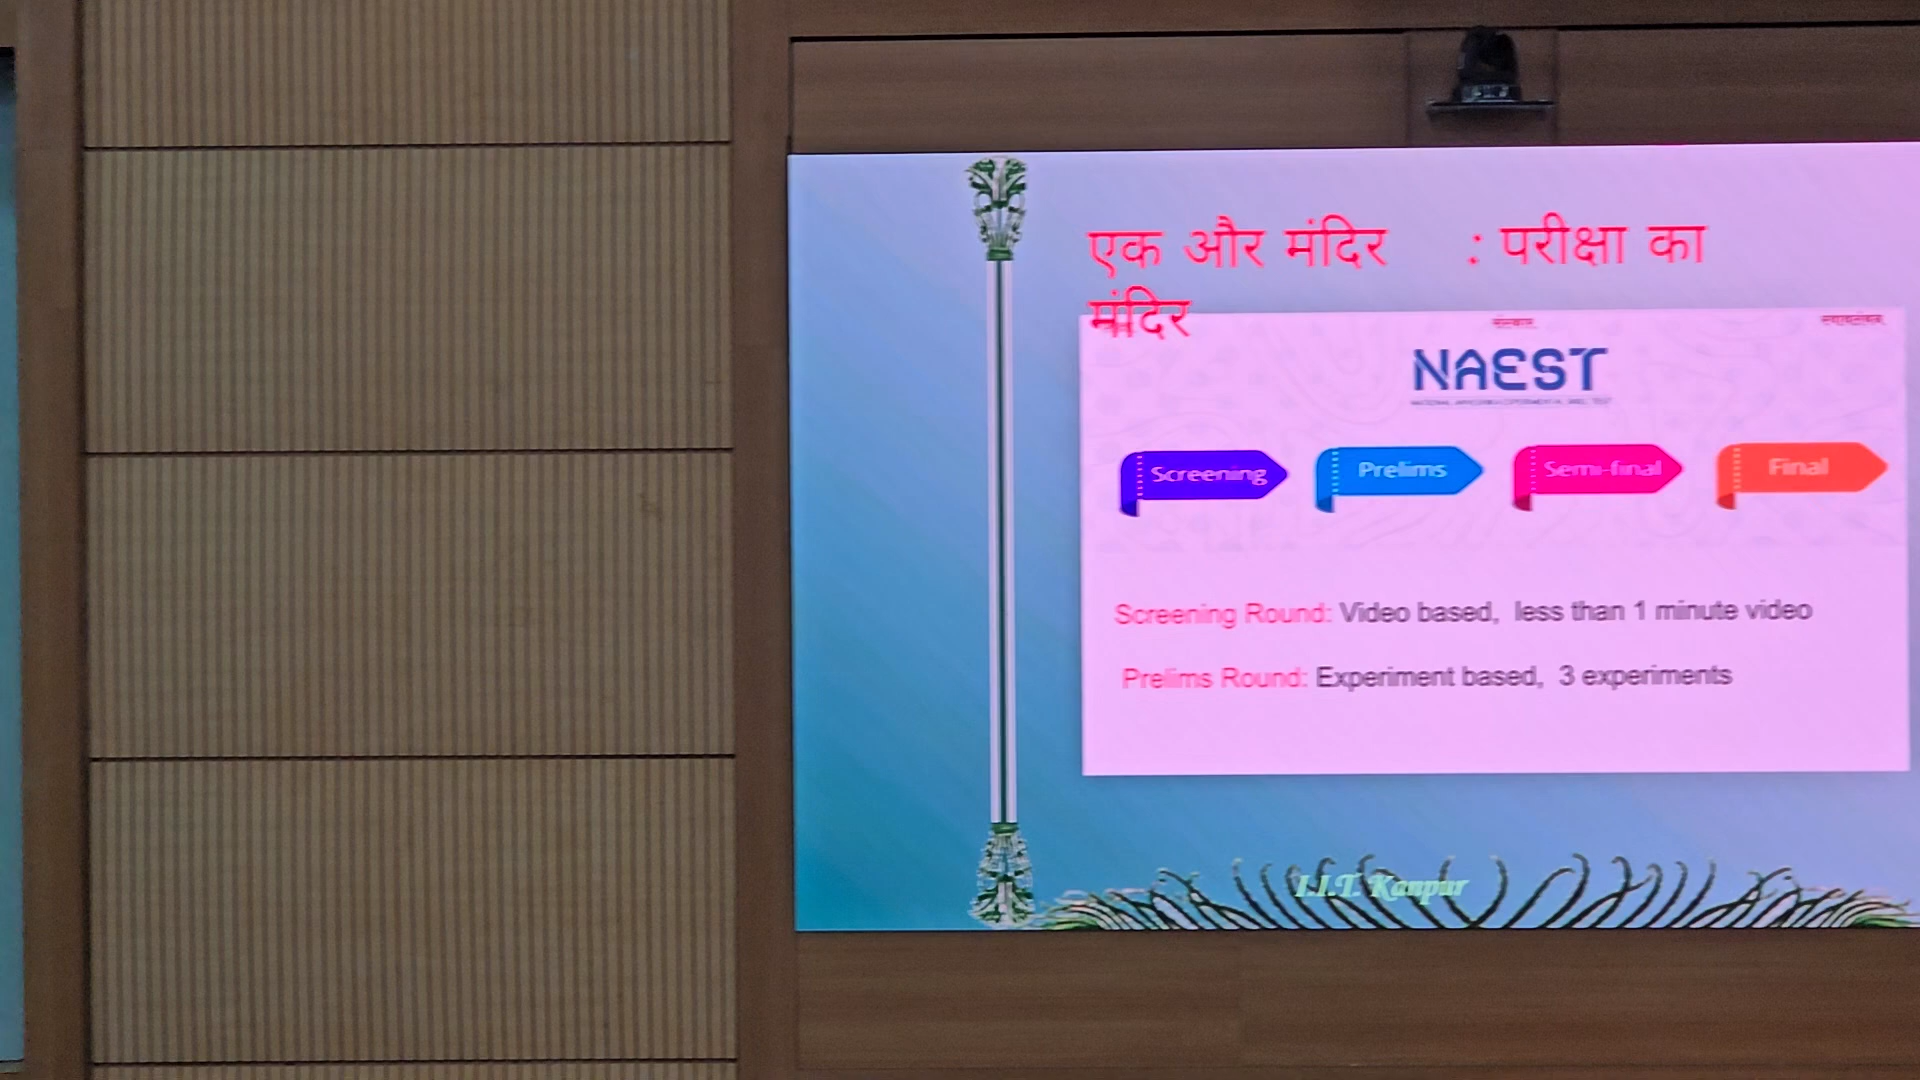 एक और मंदिर : परीक्षा का
मंदिर
NAEST
Screening
Prelims
Semi-final
Final
Screening Round: Video based, less than 1 minute video
Prelims Round: Experiment based, 3 experiments
I.I.T. Kanpur